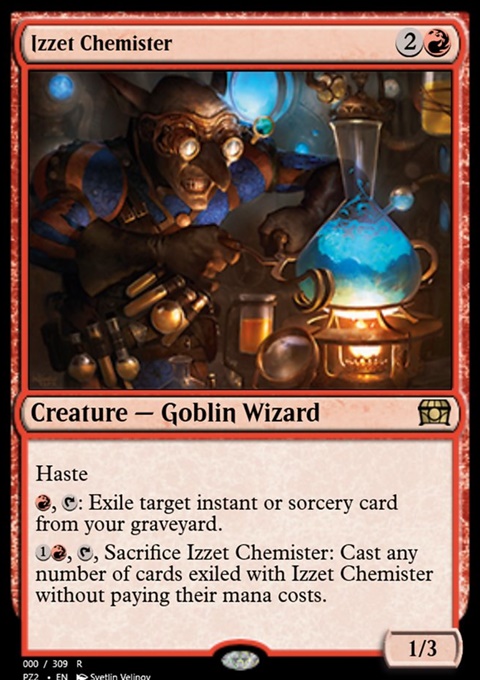 Izzet Chemister 2
Creature — Goblin Wizard
Haste
: Exile target instant or sorcery card
from your graveyard.
1, Sacrifice Izzet Chemister: Cast any
number of cards exiled with Izzet Chemister
without paying their mana costs.
1/3
000 / 309 R
PZ2 • EN Svetlin Velinov